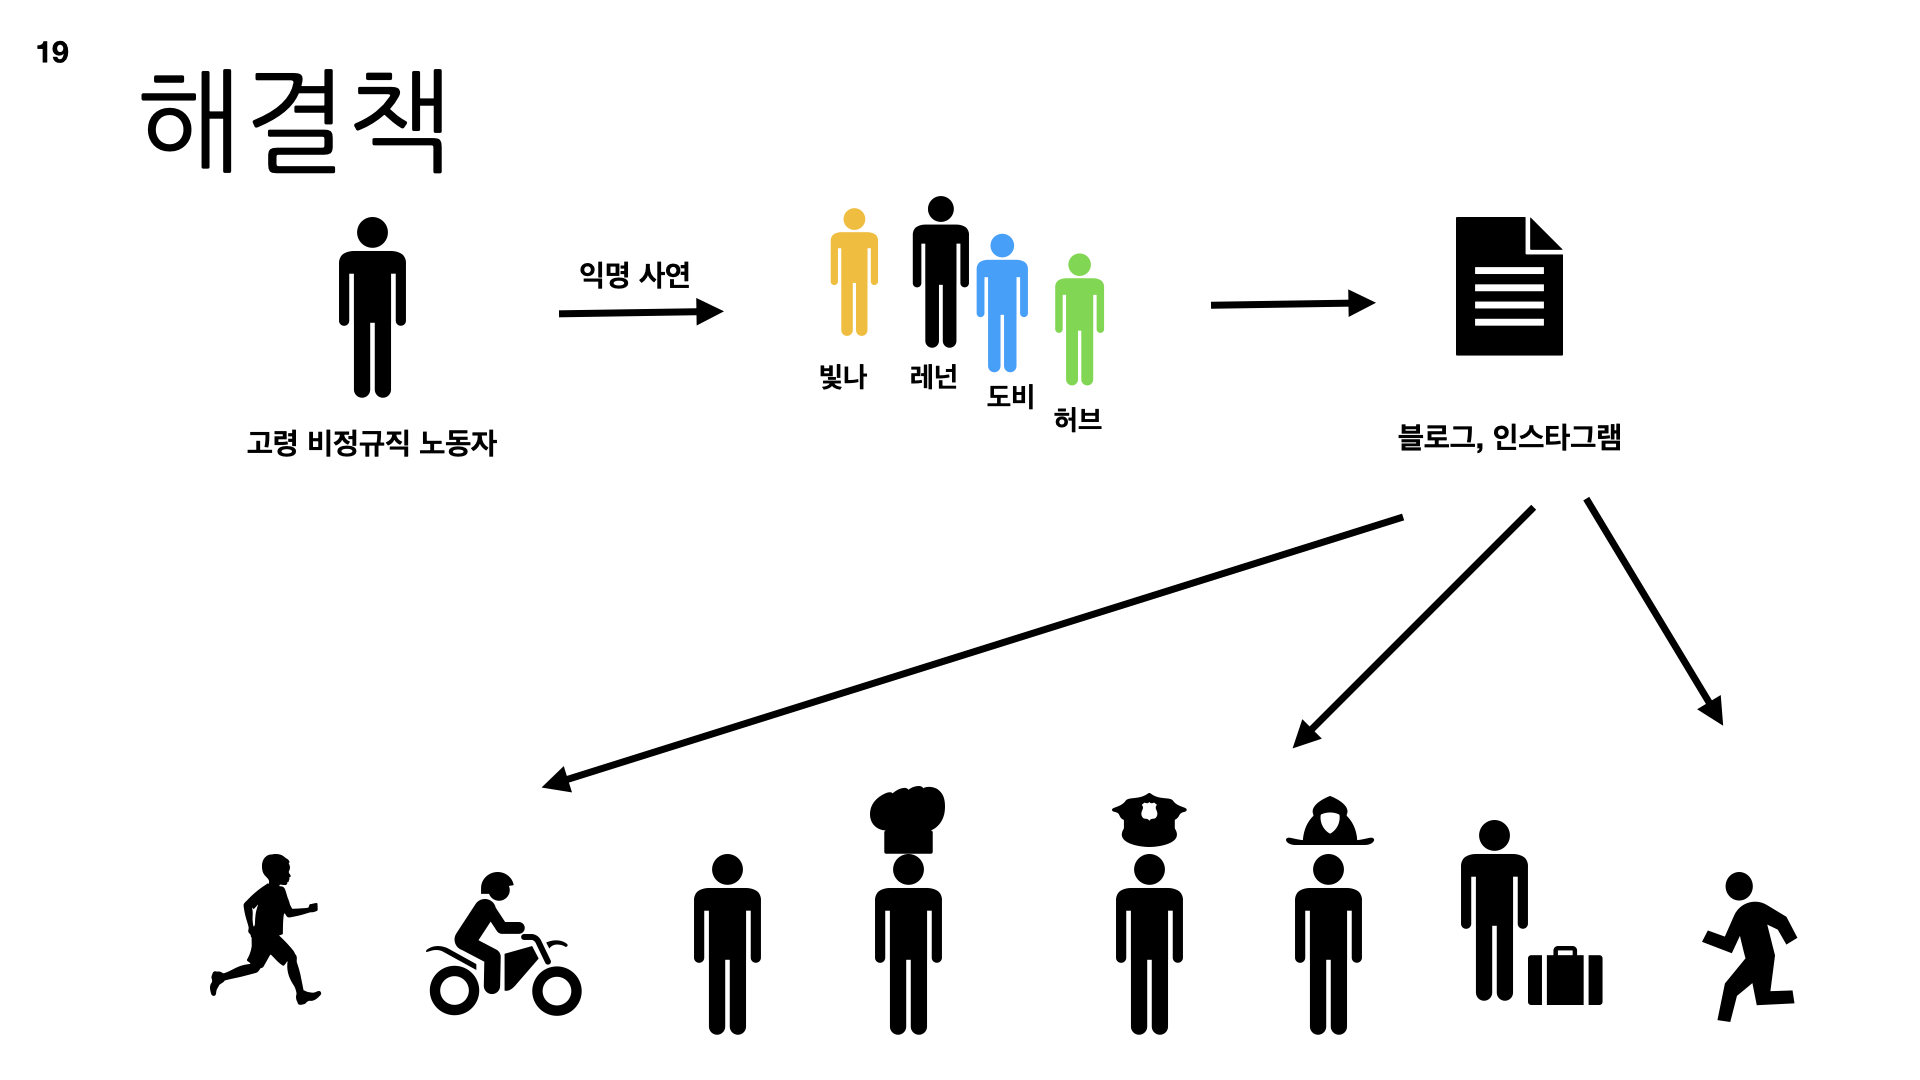 19
해결책
익명 사연
고령 비정규직 노동자
빛나
레넌
도비
허브
블로그, 인스타그램